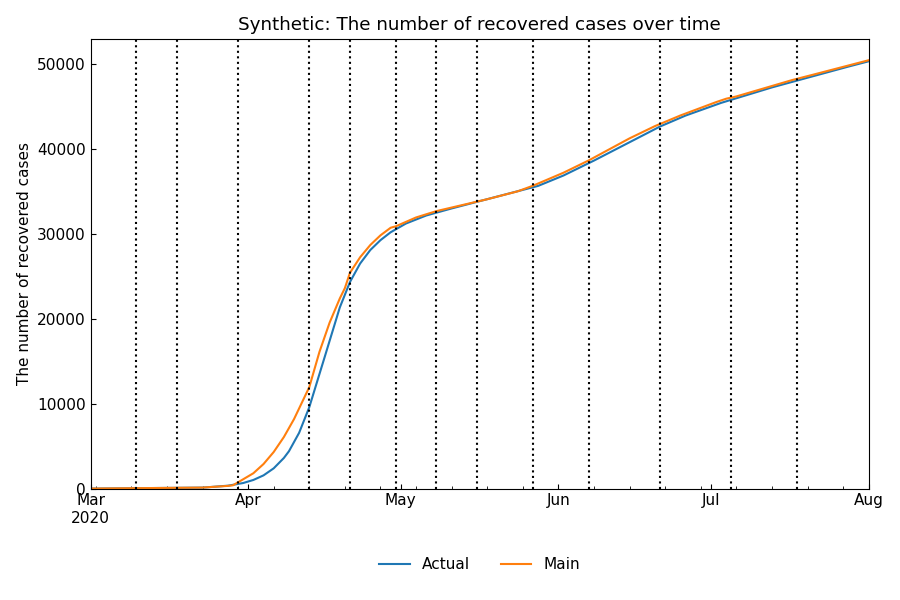 Synthetic: The number of recovered cases over time
The number of recovered cases
50000
40000
30000
20000
10000
0
Mar Apr May Jun Jul Aug
2020
Actual Main